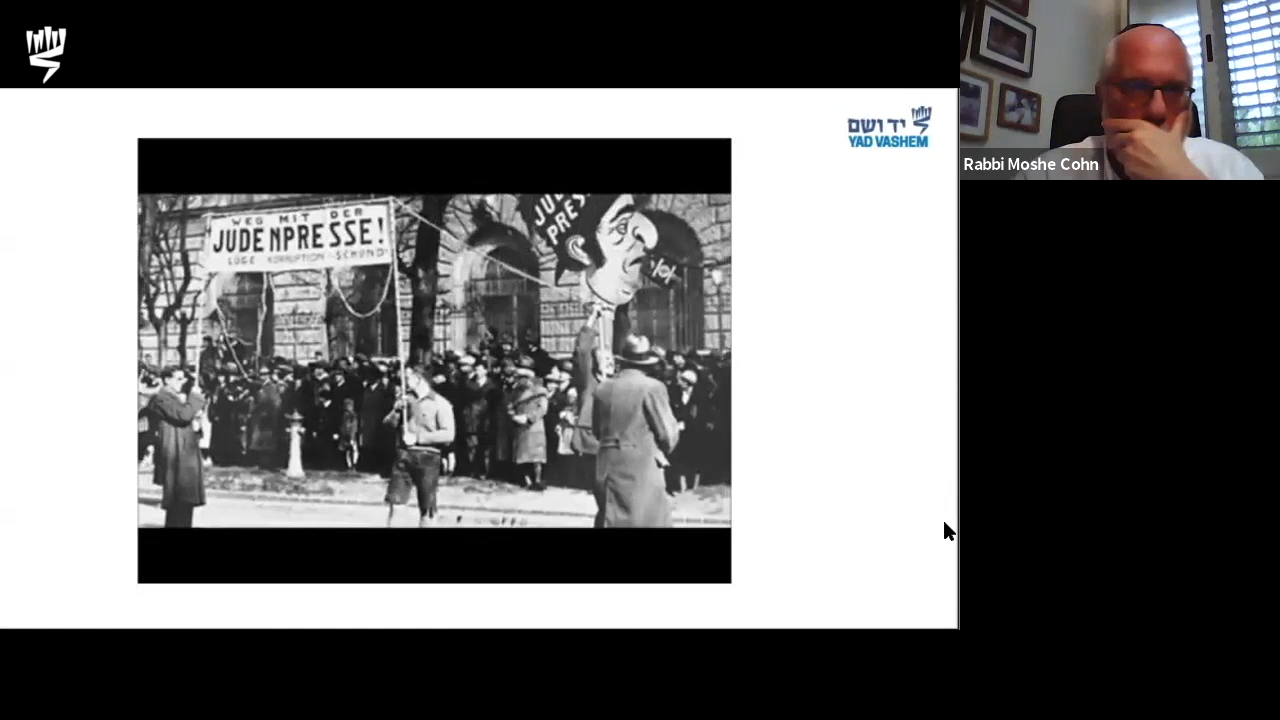 יד ושם
YAD VASHEM
Rabbi Moshe Cohn
WEG MIT DER
JUDENPRESSE!
LÜGE KORRUPTION SCHUND